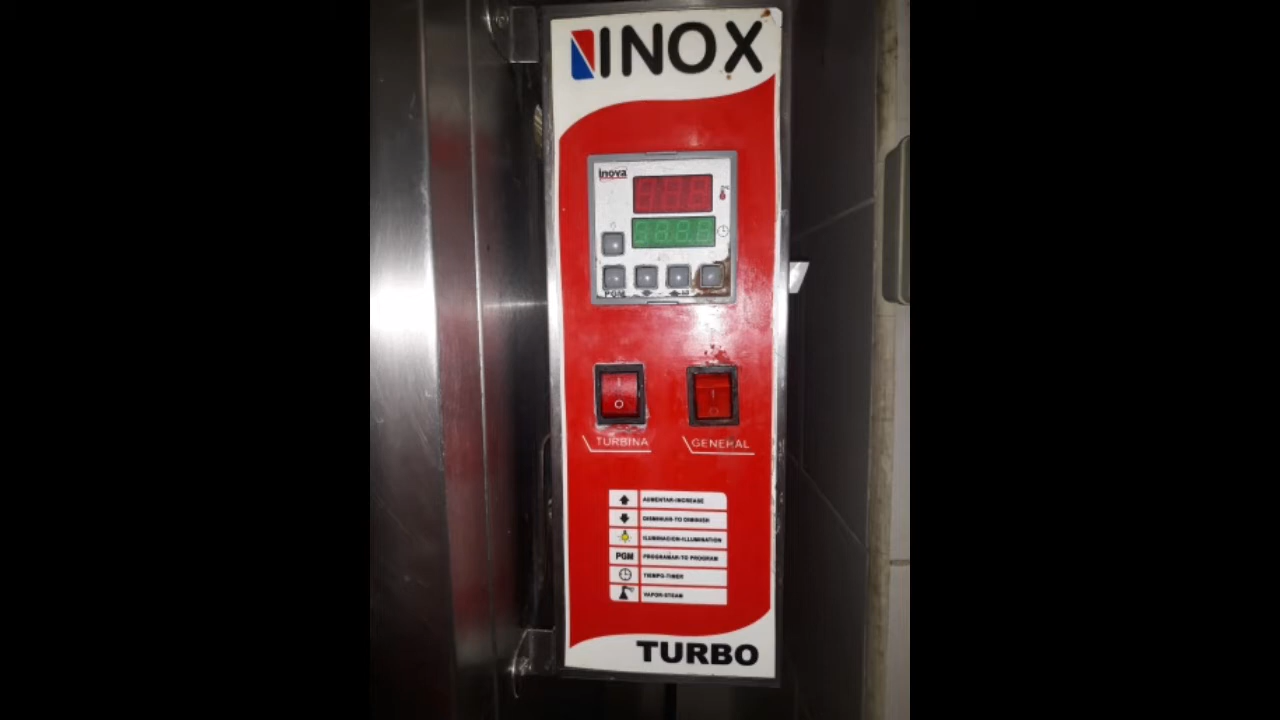 INOX
inova
PGM
TURBINA
GENERAL
AUMENTAR-INCREASE
DISMINUIR-TO DIMINISH
ILUMINACION-ILLUMINATION
PGM PROGRAMAR-TO PROGRAM
TIEMPO-TIMER
VAPOR-STEAM
TURBO